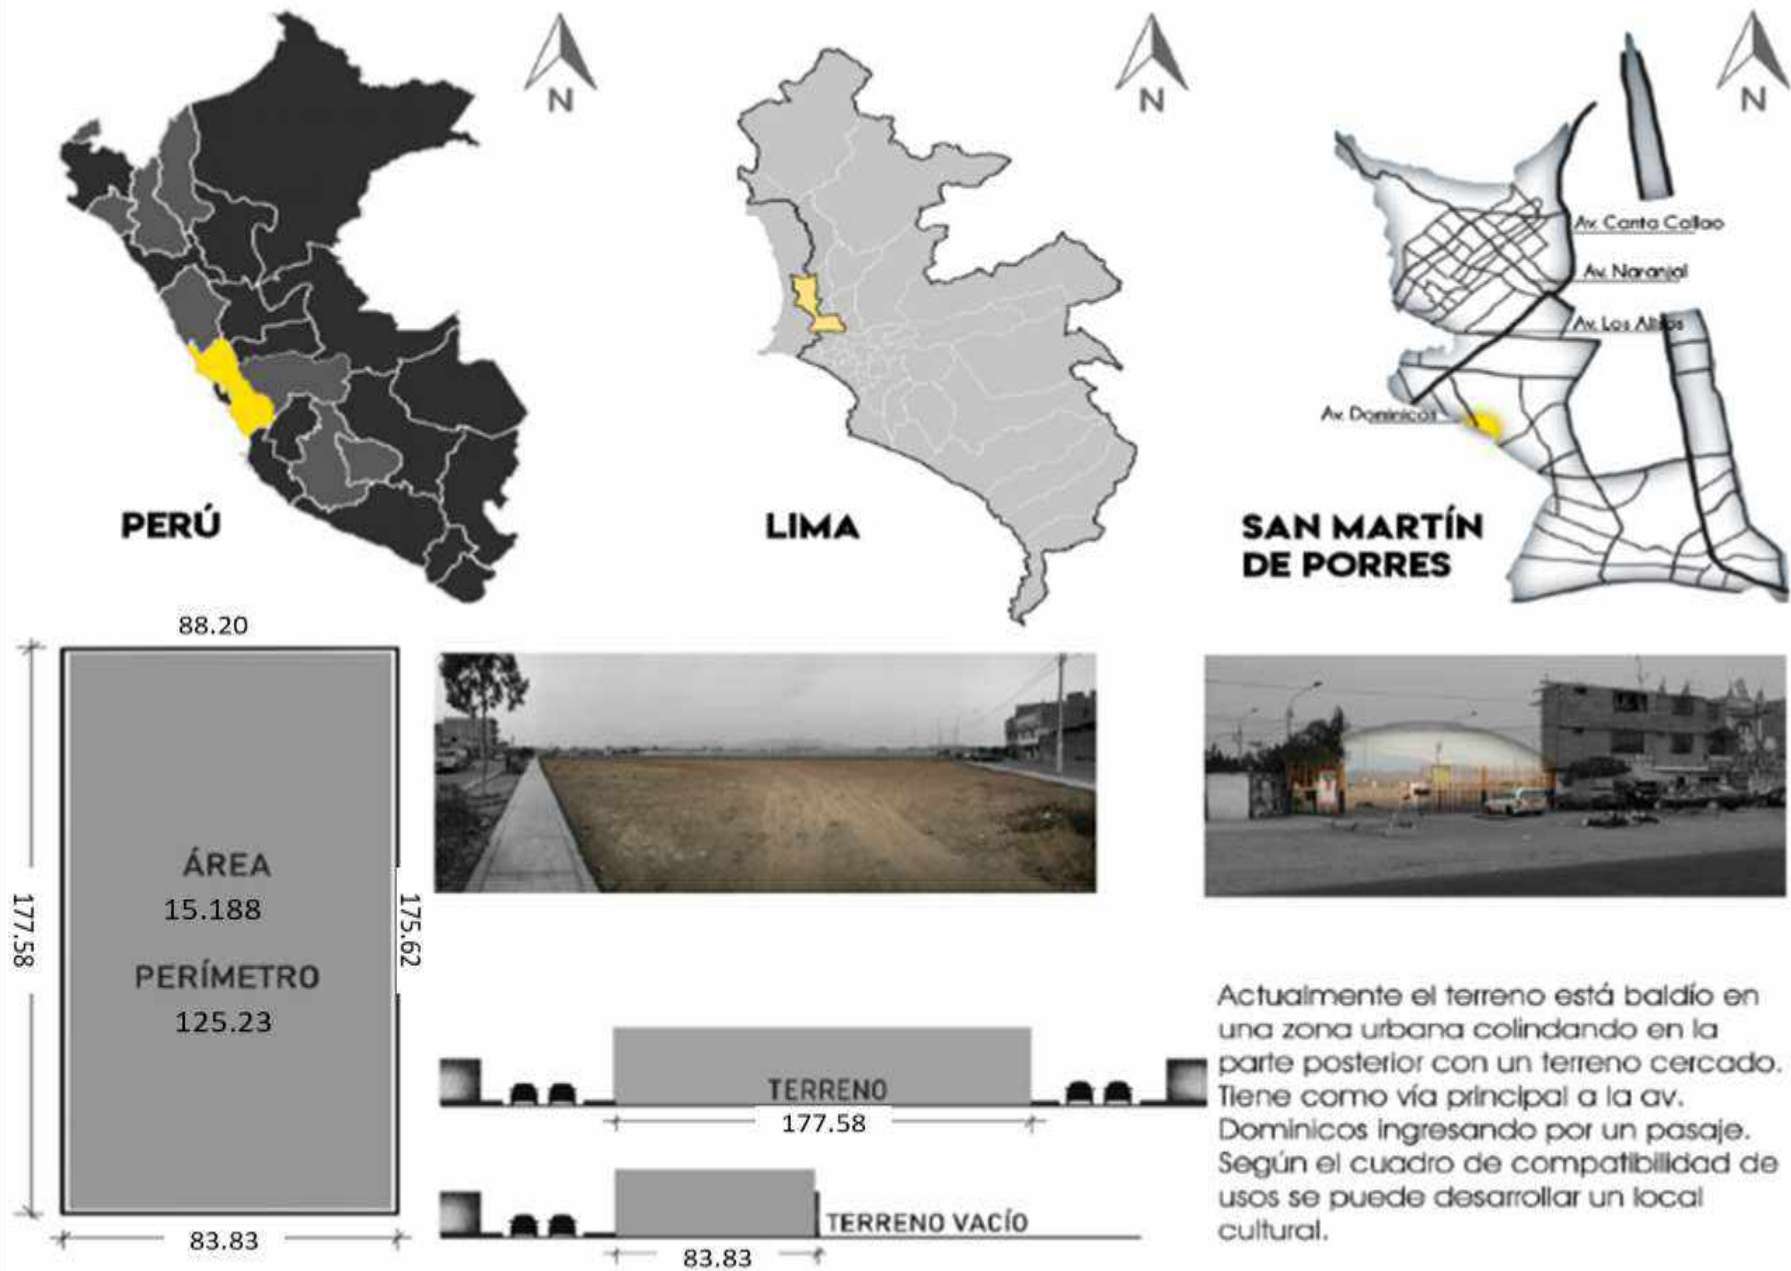 N
N
N
Av. Canta Callao
Av. Naranjal
Av. Los Alisos
Av. Dominicos
PERÚ
LIMA
SAN MARTÍN
DE PORRES
88.20
ÁREA
15.188
PERÍMETRO
125.23
177.58
175.62
83.83
TERRENO
177.58
TERRENO VACÍO
83.83
Actualmente el terreno está baldío en
una zona urbana colindando en la
parte posterior con un terreno cercado.
Tiene como vía principal a la av.
Dominicos ingresando por un pasaje.
Según el cuadro de compatibilidad de
usos se puede desarrollar un local
cultural.